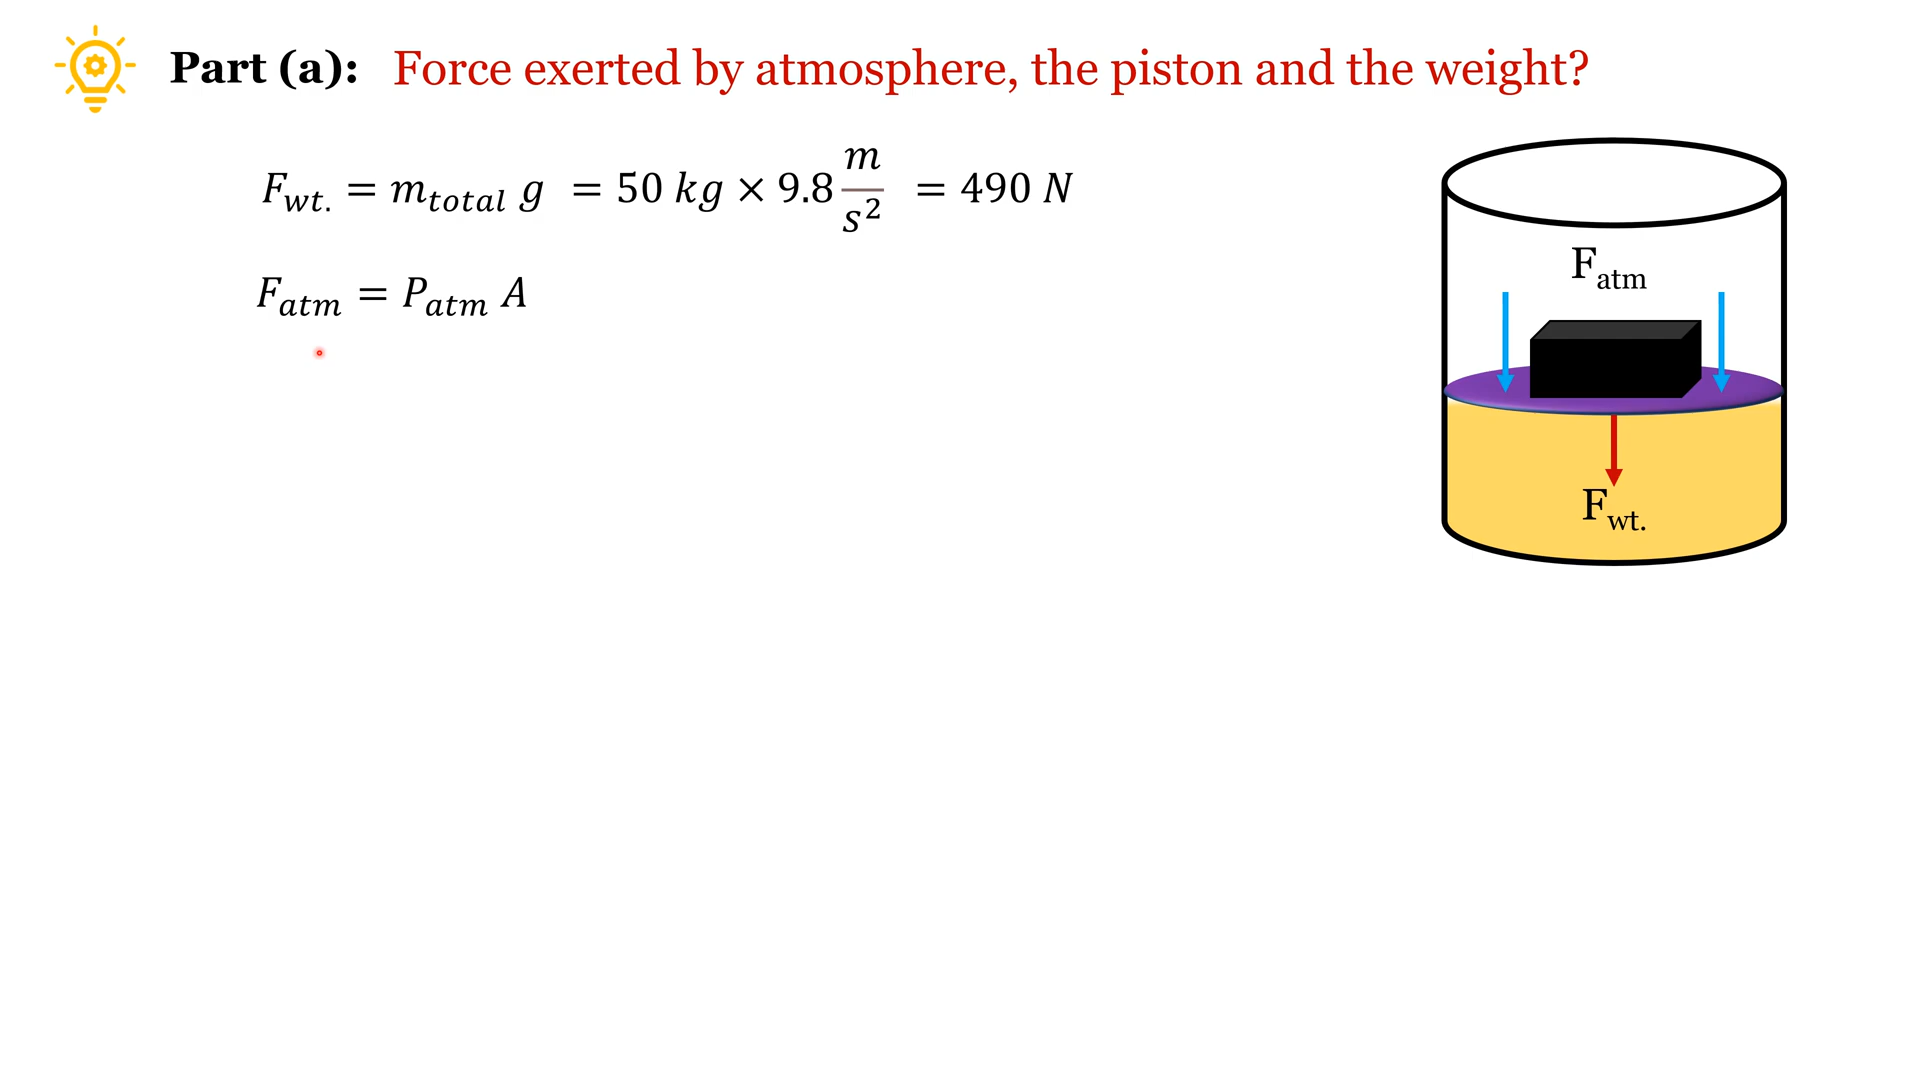 Part (a): Force exerted by atmosphere, the piston and the weight?
F_wt. = m_total g = 50 kg × 9.8 m/s² = 490 N
F_atm = P_atm A
F_atm
F_wt.